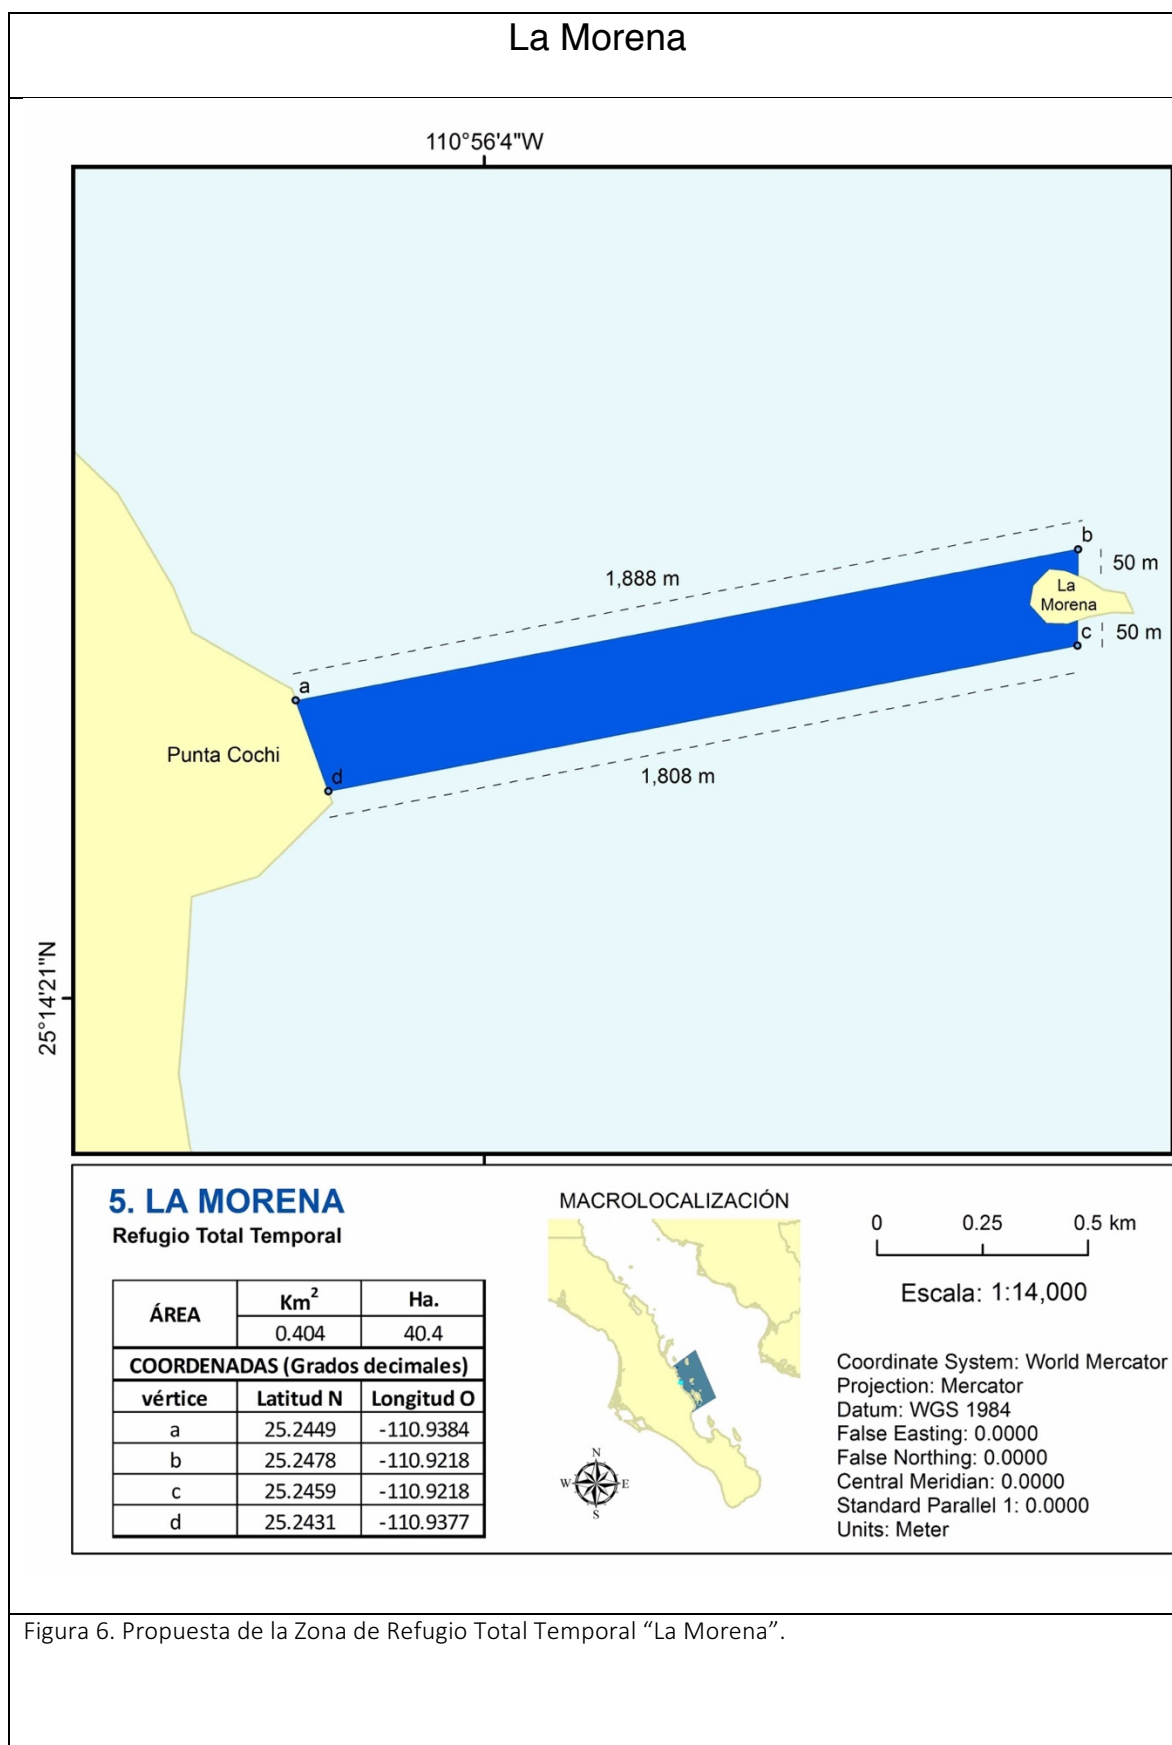 La Morena
110°56'4"W
b
50 m
1,888 m
La
Morena
c
50 m
a
Punta Cochi
d
1,808 m
25°14'21"N
5. LA MORENA
Refugio Total Temporal
ÁREA Km² Ha.
0.404 40.4
COORDENADAS (Grados decimales)
vértice Latitud N Longitud O
a 25.2449 -110.9384
b 25.2478 -110.9218
c 25.2459 -110.9218
d 25.2431 -110.9377
MACROLOCALIZACIÓN
N
W E
S
0 0.25 0.5 km
Escala: 1:14,000
Coordinate System: World Mercator
Projection: Mercator
Datum: WGS 1984
False Easting: 0.0000
False Northing: 0.0000
Central Meridian: 0.0000
Standard Parallel 1: 0.0000
Units: Meter
Figura 6. Propuesta de la Zona de Refugio Total Temporal “La Morena”.